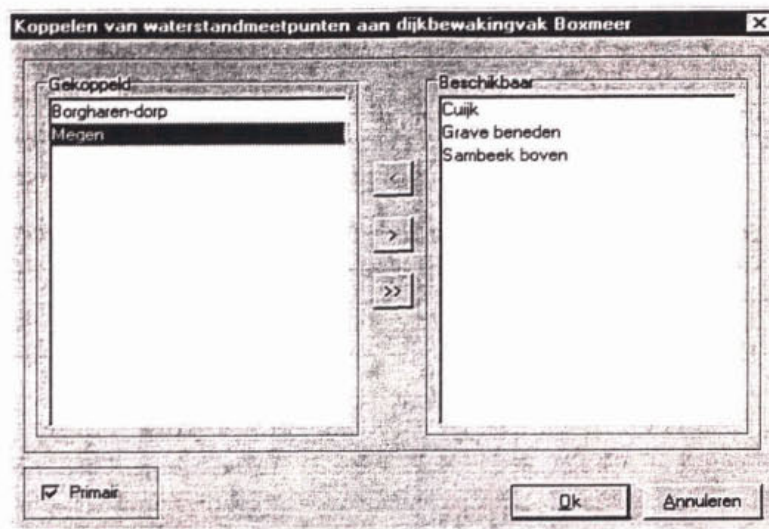 Koppelen van waterstandmeetpunten aan dijkbewakingvak Boxmeer
Gekoppeld
Borgharen-dorp
Megen
Beschikbaar
Cuijk
Grave beneden
Sambeek boven
<
>
>>
Primair
Ok
Annuleren